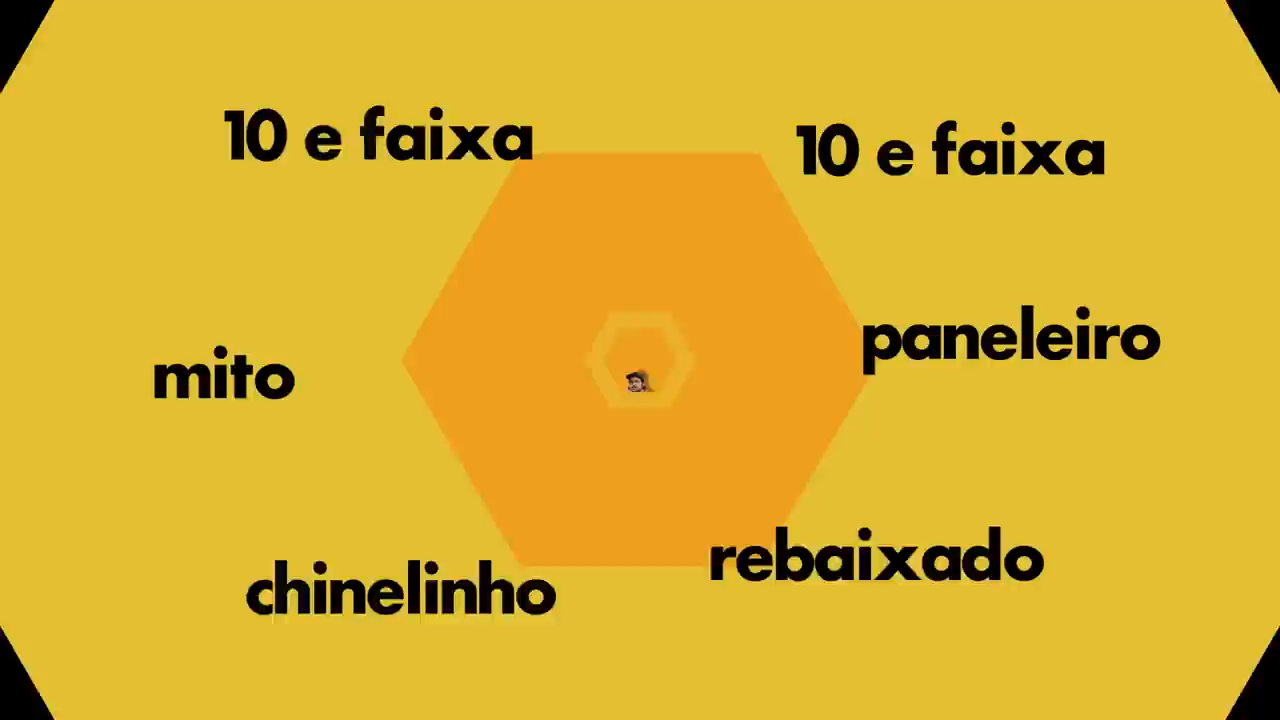 10 e faixa
10 e faixa
mito
paneleiro
chinelinho
rebaixado